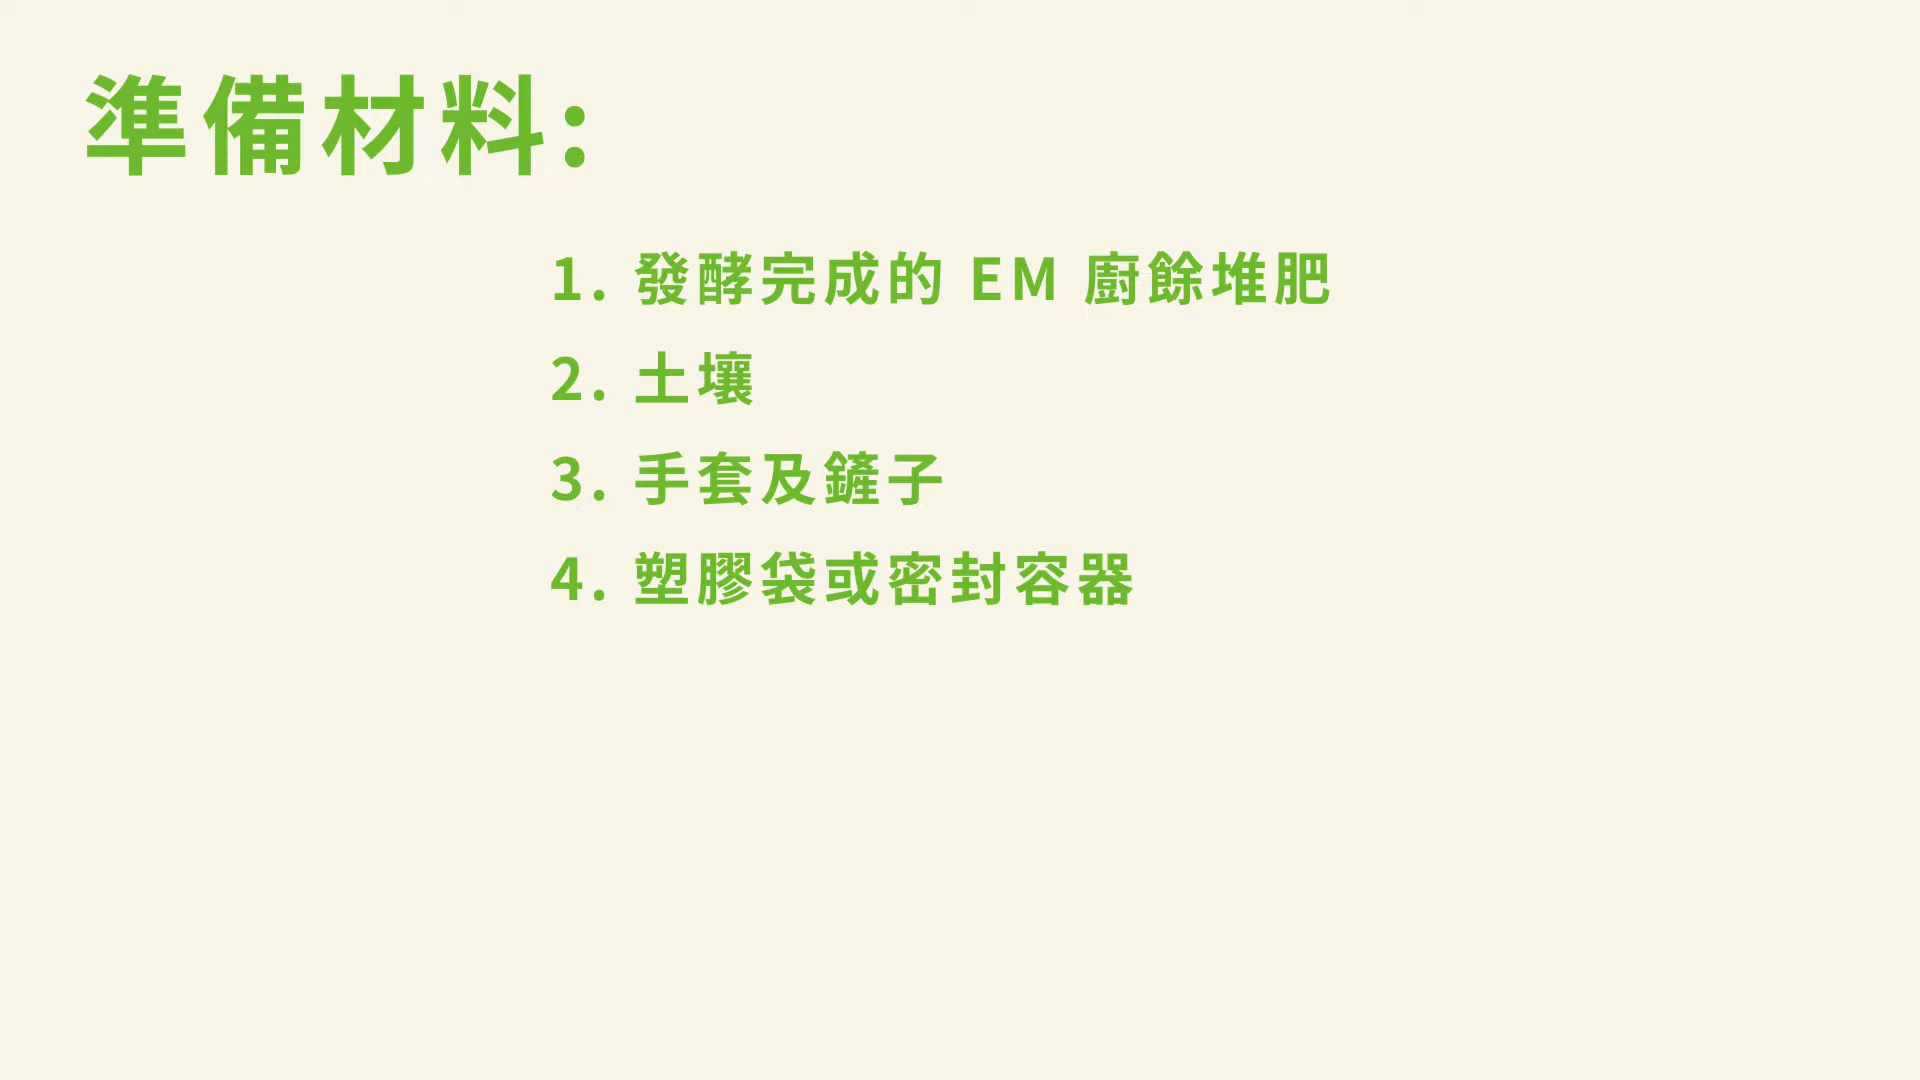 準備材料:
1. 發酵完成的 EM 廚餘堆肥
2. 土壤
3. 手套及鏟子
4. 塑膠袋或密封容器